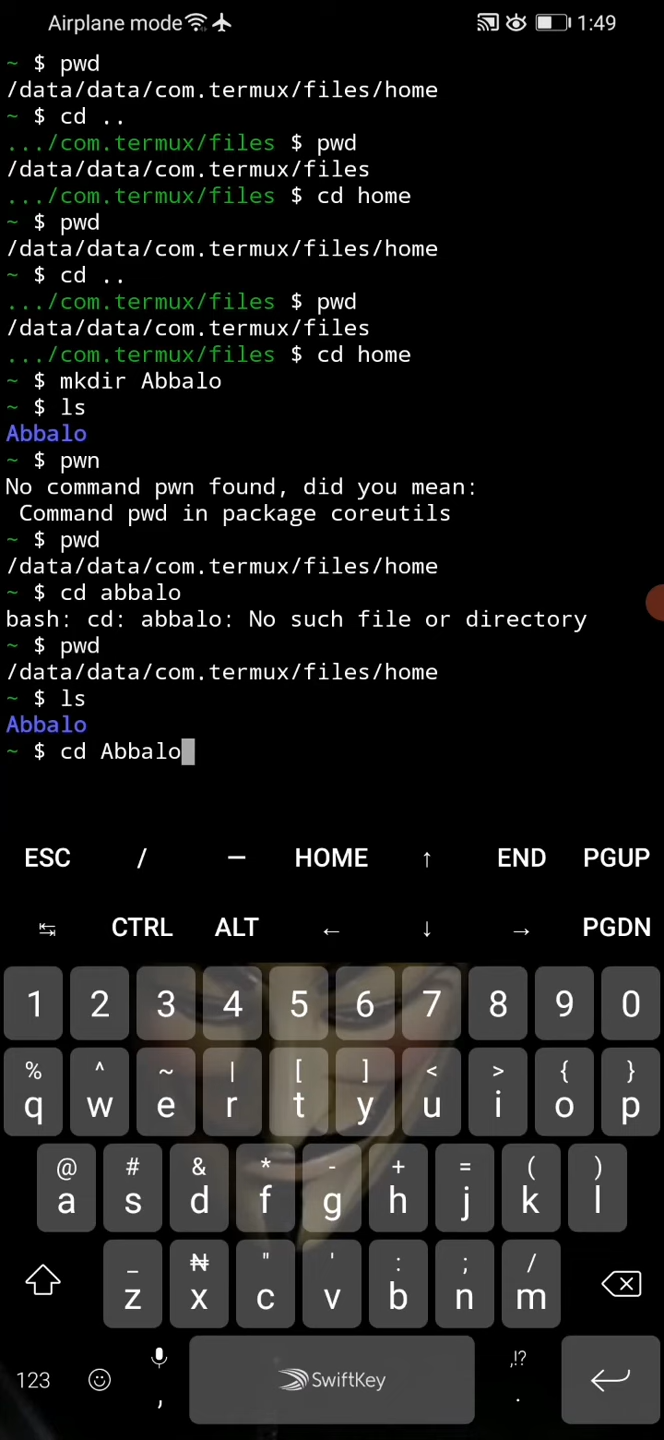 Airplane mode 1:49
~ $ pwd
/data/data/com.termux/files/home
~ $ cd ..
.../com.termux/files $ pwd
/data/data/com.termux/files
.../com.termux/files $ cd home
~ $ pwd
/data/data/com.termux/files/home
~ $ cd ..
.../com.termux/files $ pwd
/data/data/com.termux/files
.../com.termux/files $ cd home
~ $ mkdir Abbalo
~ $ ls
Abbalo
~ $ pwn
No command pwn found, did you mean:
 Command pwd in package coreutils
~ $ pwd
/data/data/com.termux/files/home
~ $ cd abbalo
bash: cd: abbalo: No such file or directory
~ $ pwd
/data/data/com.termux/files/home
~ $ ls
Abbalo
~ $ cd Abbalo
ESC / — HOME ↑ END PGUP
↹ CTRL ALT ← ↓ → PGDN
1 2 3 4 5 6 7 8 9 0
% ^ ~ | [ ] < > { }
q w e r t y u i o p
@ # & * - + = ( )
a s d f g h j k l
_ ₦ " ' : ; /
z x c v b n m
,!?
123 , SwiftKey .